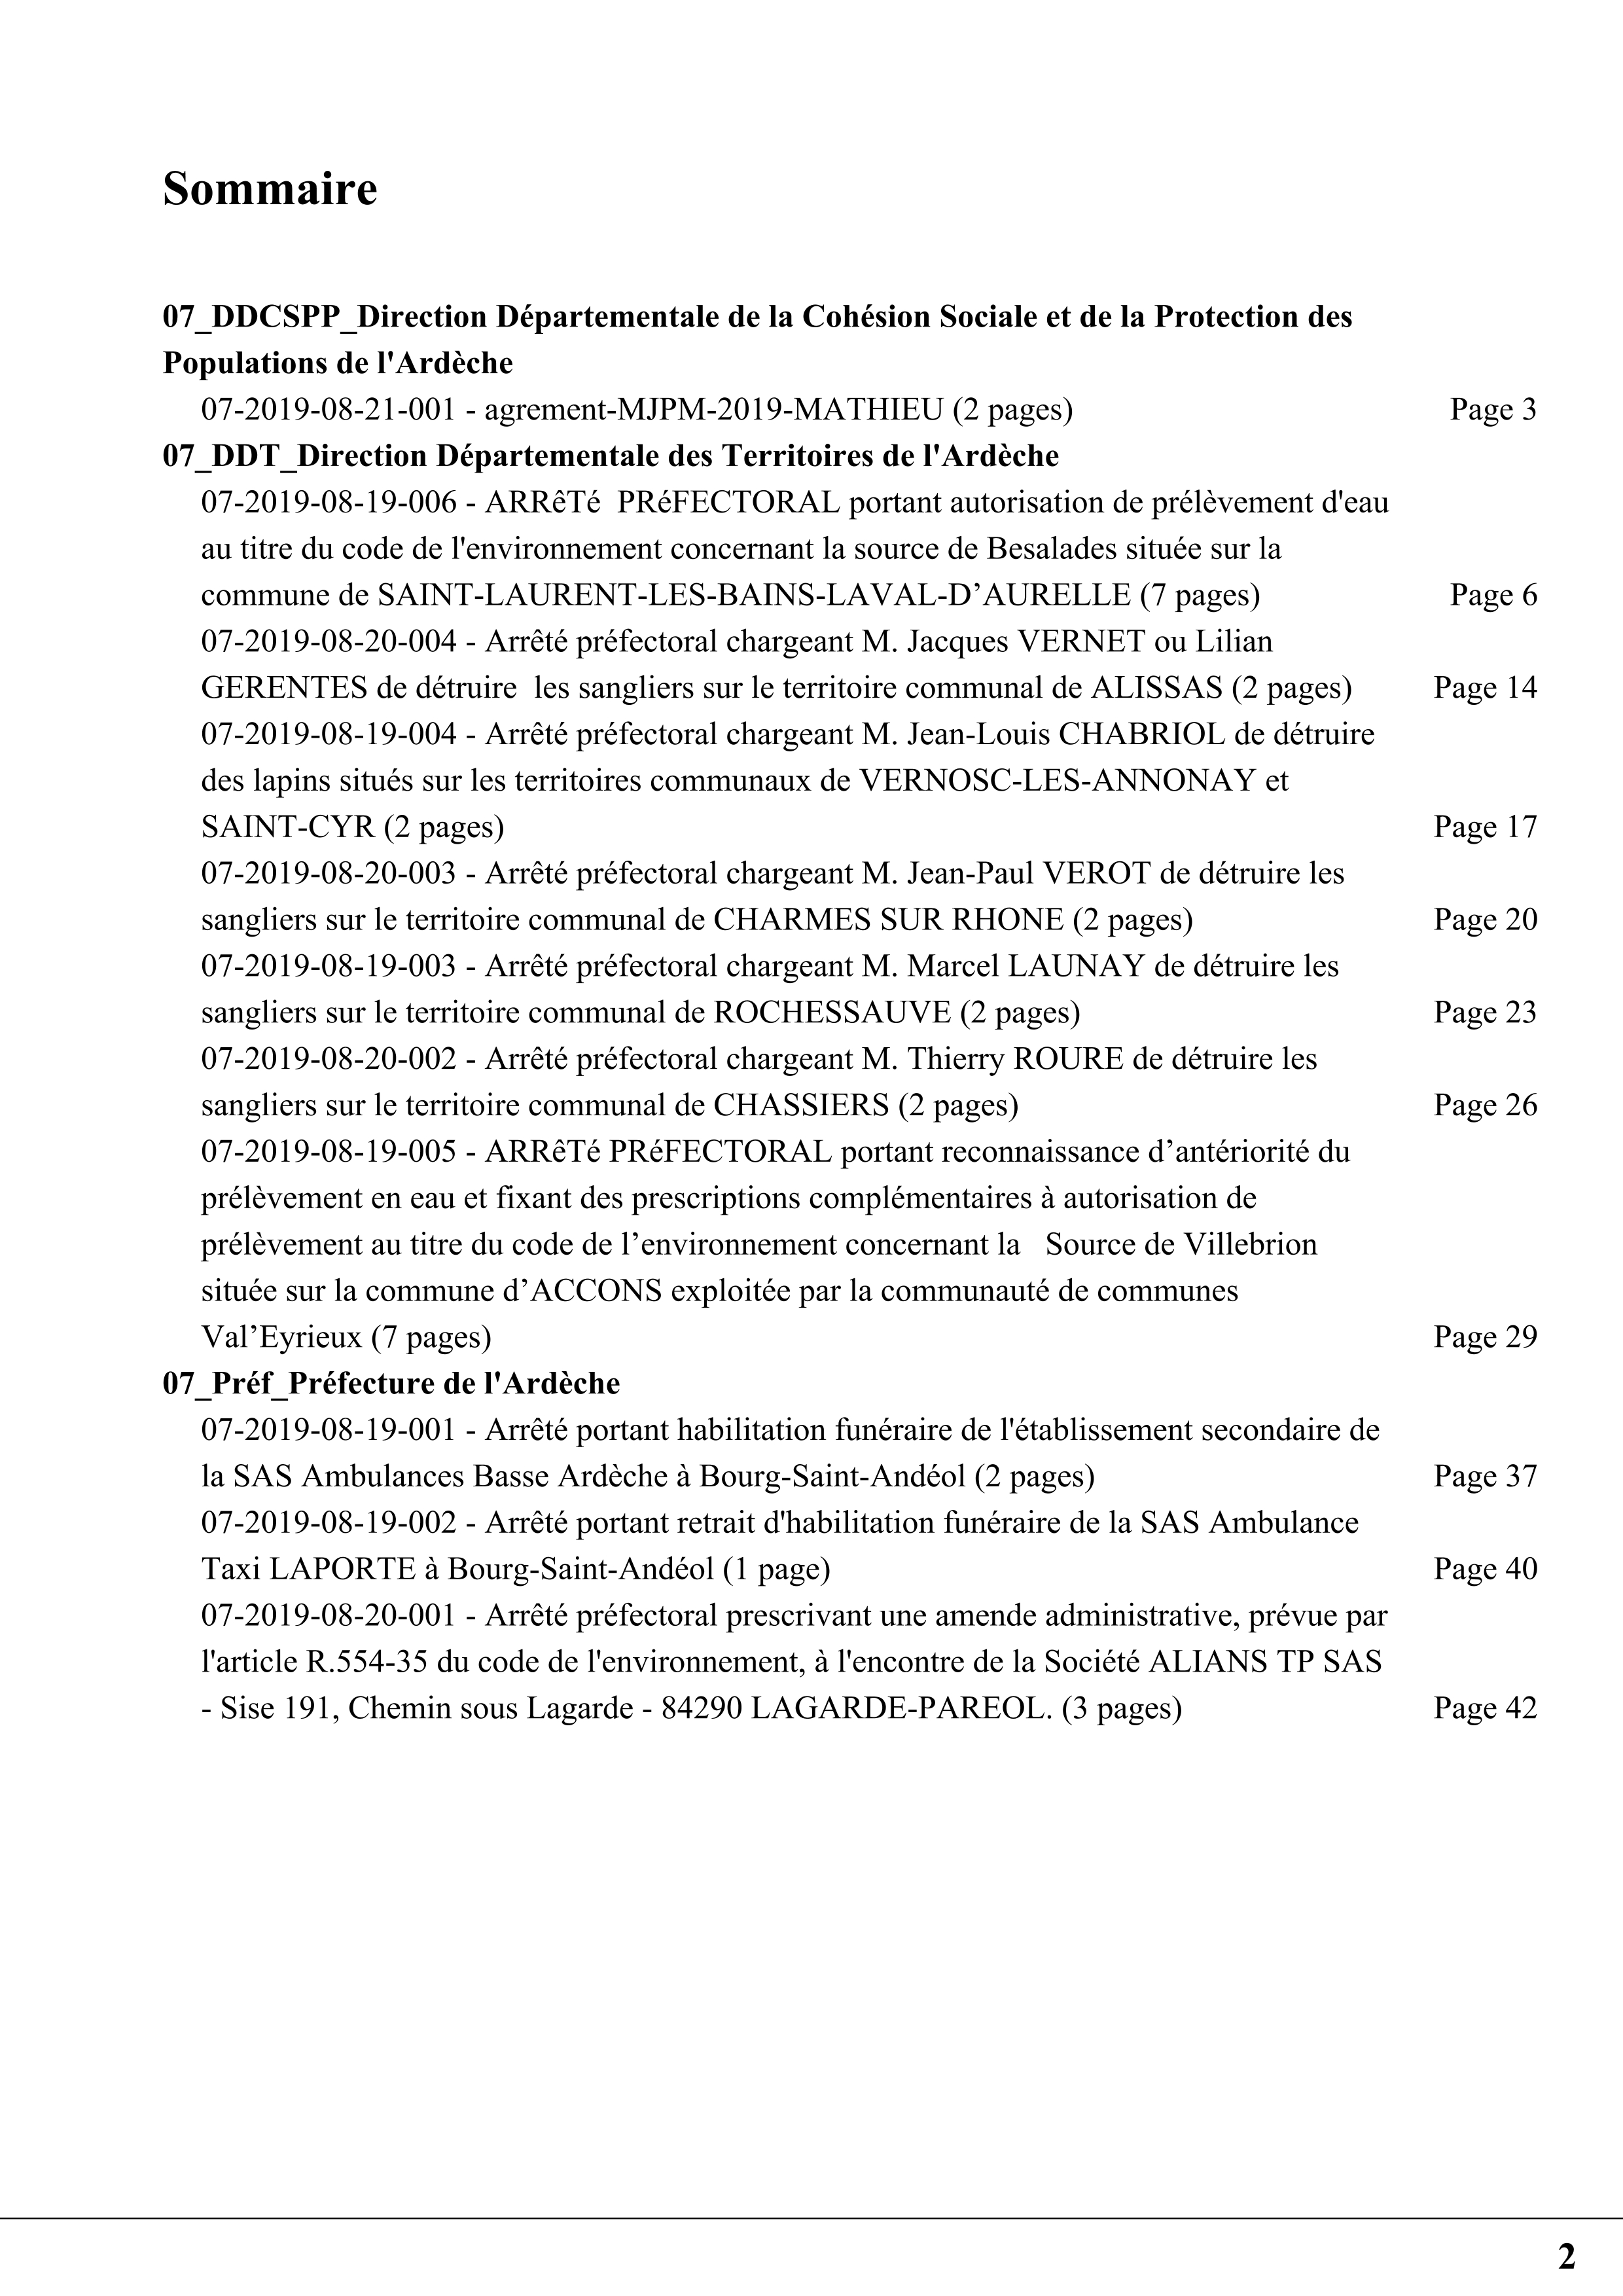 Sommaire
07_DDCSPP_Direction Départementale de la Cohésion Sociale et de la Protection des
Populations de l'Ardèche
07-2019-08-21-001 - agrement-MJPM-2019-MATHIEU (2 pages) Page 3
07_DDT_Direction Départementale des Territoires de l'Ardèche
07-2019-08-19-006 - ARRêTé  PRéFECTORAL portant autorisation de prélèvement d'eau
au titre du code de l'environnement concernant la source de Besalades située sur la
commune de SAINT-LAURENT-LES-BAINS-LAVAL-D’AURELLE (7 pages) Page 6
07-2019-08-20-004 - Arrêté préfectoral chargeant M. Jacques VERNET ou Lilian
GERENTES de détruire  les sangliers sur le territoire communal de ALISSAS (2 pages) Page 14
07-2019-08-19-004 - Arrêté préfectoral chargeant M. Jean-Louis CHABRIOL de détruire
des lapins situés sur les territoires communaux de VERNOSC-LES-ANNONAY et
SAINT-CYR (2 pages) Page 17
07-2019-08-20-003 - Arrêté préfectoral chargeant M. Jean-Paul VEROT de détruire les
sangliers sur le territoire communal de CHARMES SUR RHONE (2 pages) Page 20
07-2019-08-19-003 - Arrêté préfectoral chargeant M. Marcel LAUNAY de détruire les
sangliers sur le territoire communal de ROCHESSAUVE (2 pages) Page 23
07-2019-08-20-002 - Arrêté préfectoral chargeant M. Thierry ROURE de détruire les
sangliers sur le territoire communal de CHASSIERS (2 pages) Page 26
07-2019-08-19-005 - ARRêTé PRéFECTORAL portant reconnaissance d’antériorité du
prélèvement en eau et fixant des prescriptions complémentaires à autorisation de
prélèvement au titre du code de l’environnement concernant la   Source de Villebrion
située sur la commune d’ACCONS exploitée par la communauté de communes
Val’Eyrieux (7 pages) Page 29
07_Préf_Préfecture de l'Ardèche
07-2019-08-19-001 - Arrêté portant habilitation funéraire de l'établissement secondaire de
la SAS Ambulances Basse Ardèche à Bourg-Saint-Andéol (2 pages) Page 37
07-2019-08-19-002 - Arrêté portant retrait d'habilitation funéraire de la SAS Ambulance
Taxi LAPORTE à Bourg-Saint-Andéol (1 page) Page 40
07-2019-08-20-001 - Arrêté préfectoral prescrivant une amende administrative, prévue par
l'article R.554-35 du code de l'environnement, à l'encontre de la Société ALIANS TP SAS
- Sise 191, Chemin sous Lagarde - 84290 LAGARDE-PAREOL. (3 pages) Page 42
2